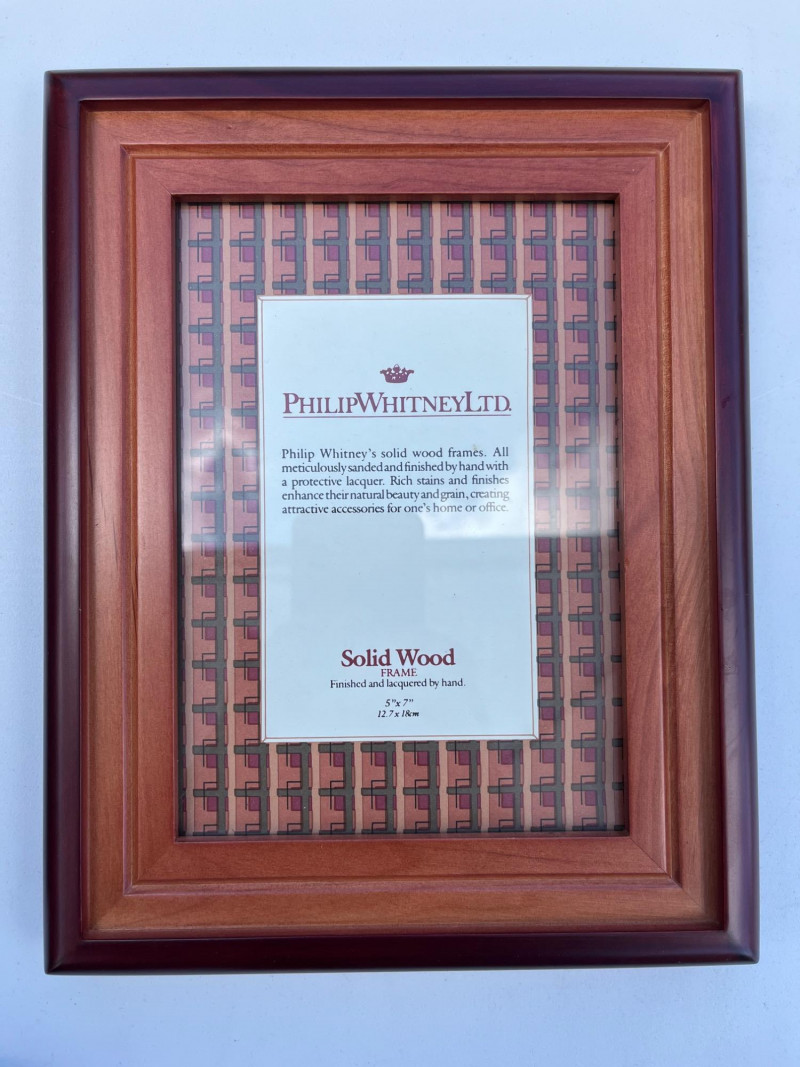 PHILIPWHITNEYLTD.
Philip Whitney's solid wood frames. All
meticulously sanded and finished by hand with
a protective lacquer. Rich stains and finishes
enhance their natural beauty and grain, creating
attractive accessories for one's home or office.
Solid Wood
FRAME
Finished and lacquered by hand.
5"x 7"
12.7 x 18cm